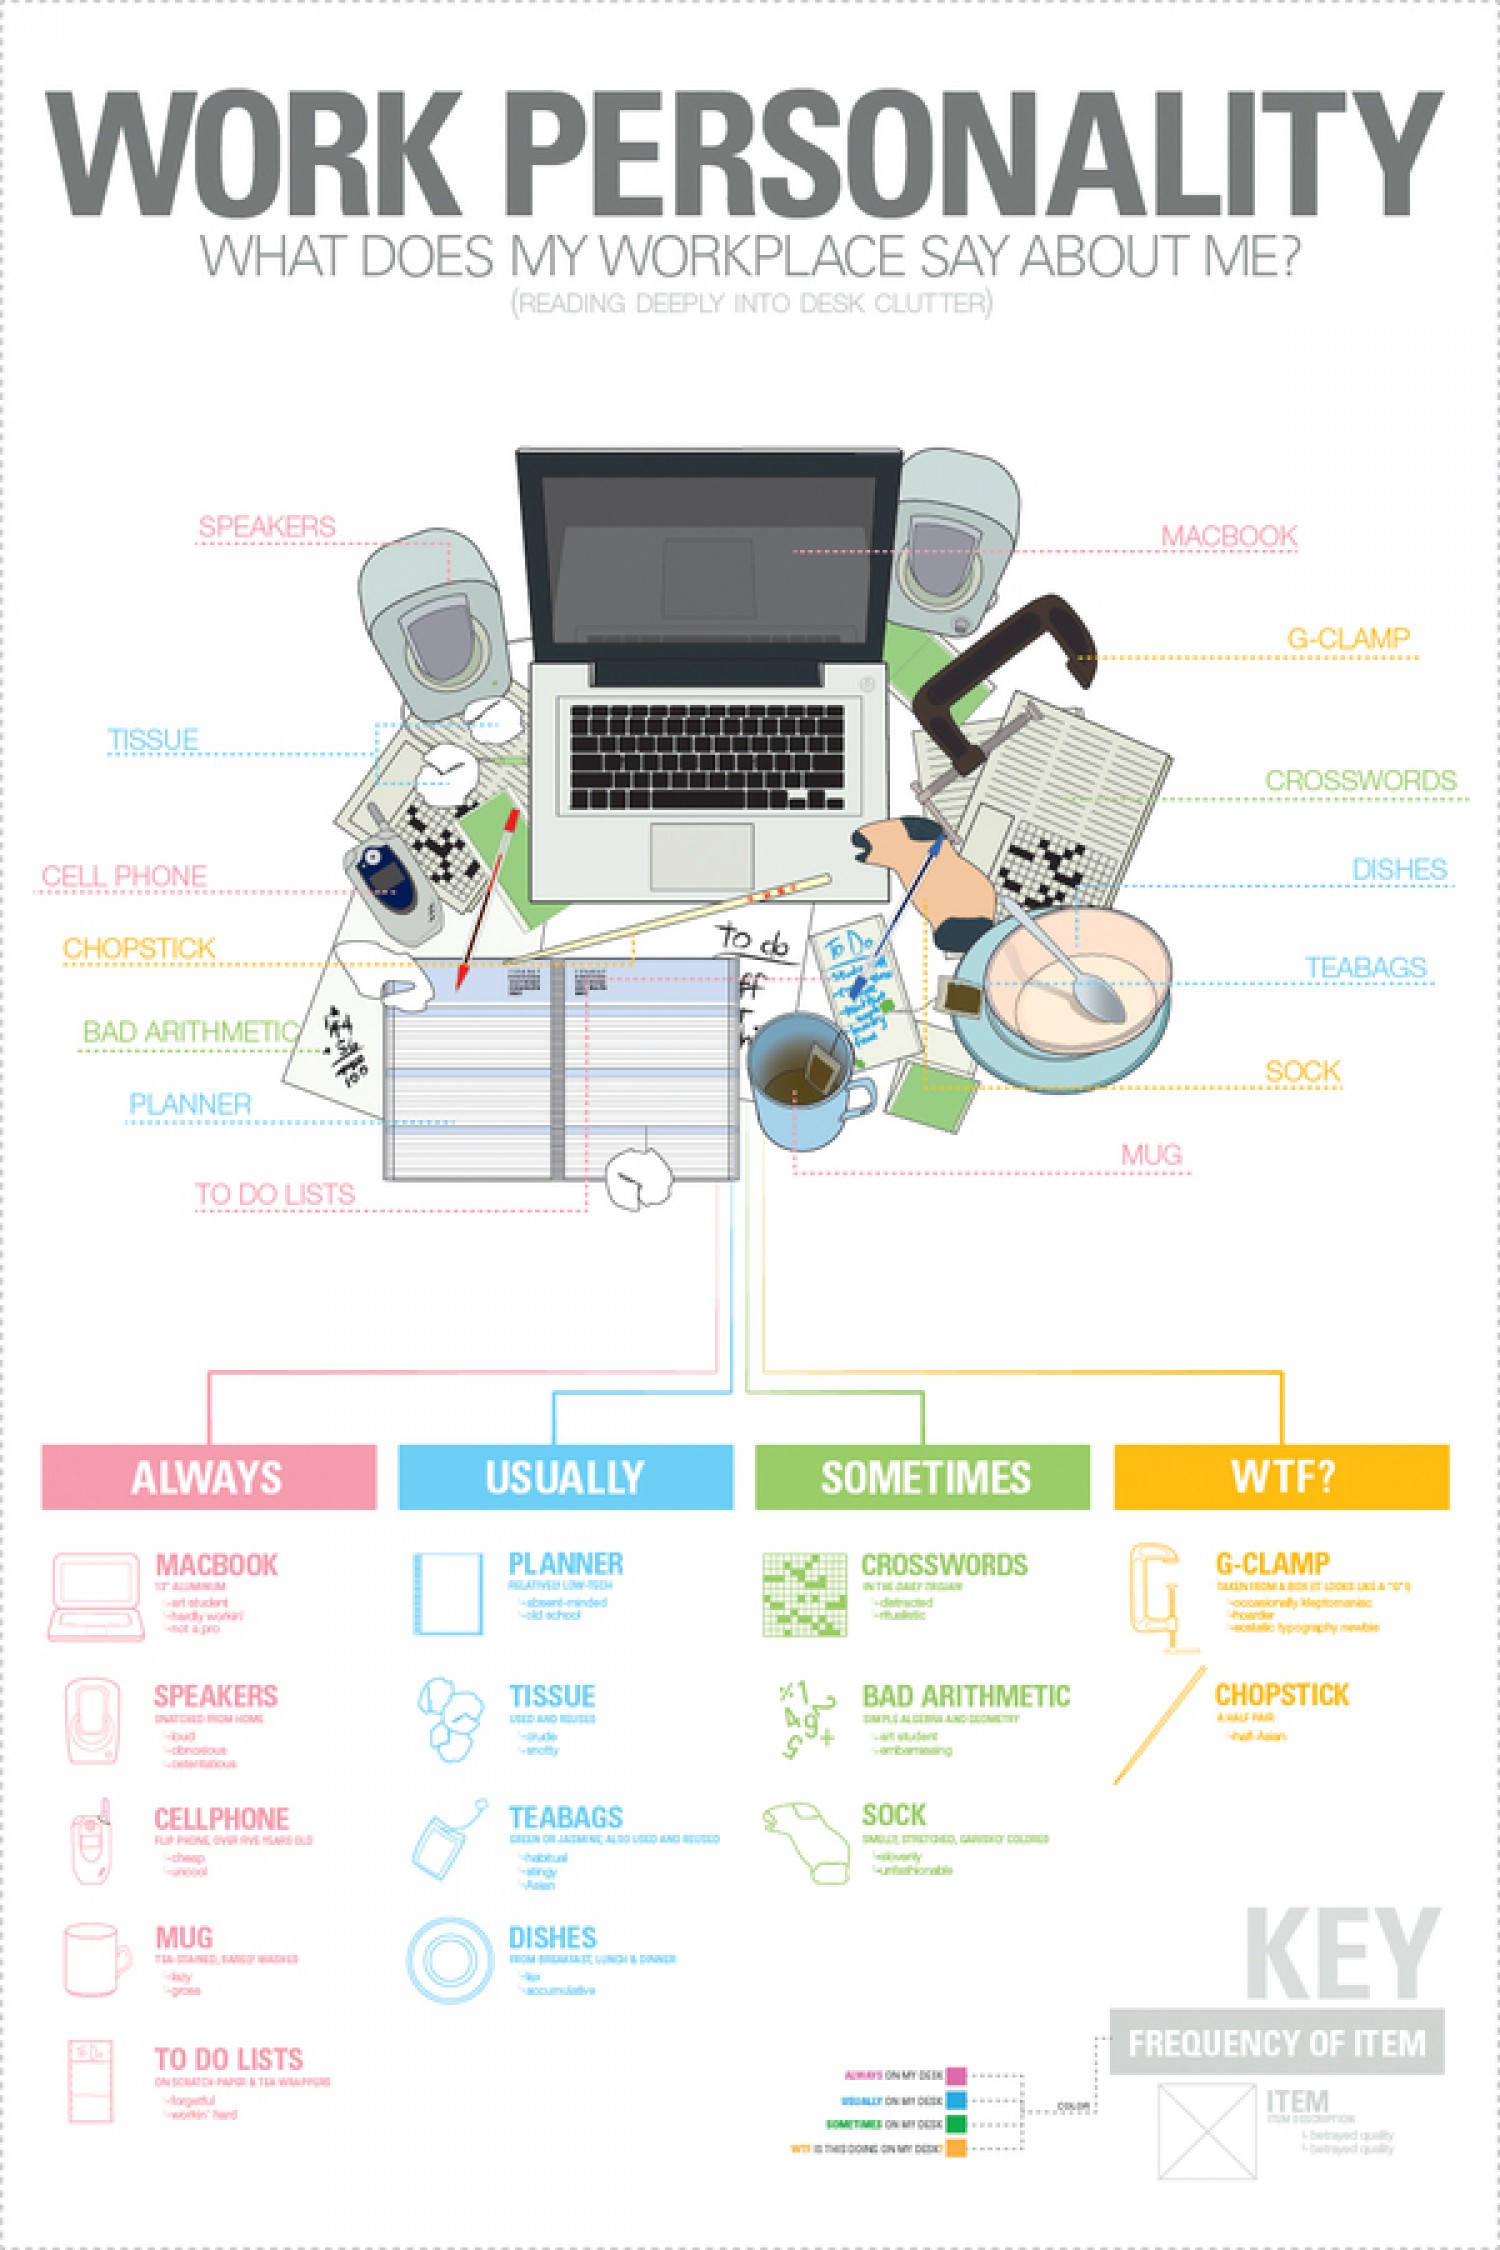 WORK PERSONALITY
WHAT DOES MY WORKPLACE SAY ABOUT ME?
(READING DEEPLY INTO DESK CLUTTER)
SPEAKERS
MACBOOK
G-CLAMP
TISSUE
CROSSWORDS
CELL PHONE
DISHES
CHOPSTICK
To do
To Do
TEABAGS
BAD ARITHMETIC
SOCK
PLANNER
MUG
TO DO LISTS
ALWAYS
MACBOOK
13" ALUMINUM
art student
hardly workin'
not a pro
SPEAKERS
SNATCHED FROM HOME
loud
obnoxious
ostentatious
CELLPHONE
FLIP PHONE, OVER FIVE YEARS OLD
cheap
uncool
MUG
TEA-STAINED, RARELY WASHED
lazy
gross
To Do
TO DO LISTS
ON SCRATCH PAPER & TEA WRAPPERS
forgetful
workin' hard
USUALLY
PLANNER
RELATIVELY LOW-TECH
absent-minded
old school
TISSUE
USED AND REUSED
crude
snotty
TEABAGS
GREEN OR JASMINE, ALSO USED AND REUSED
habitual
stingy
Asian
DISHES
FROM BREAKFAST, LUNCH & DINNER
lax
accumulative
SOMETIMES
CROSSWORDS
IN THE DAILY TROJAN
distracted
ritualistic
BAD ARITHMETIC
SIMPLE ALGEBRA AND GEOMETRY
art student
embarrassing
SOCK
SMELLY, STRETCHED, GARISHLY COLORED
slovenly
unfashionable
WTF?
G-CLAMP
TAKEN FROM A BOX (IT LOOKS LIKE A "G"!)
occasionally kleptomaniac
hoarder
ecstatic typography newbie
CHOPSTICK
A HALF PAIR
half-Asian
KEY
FREQUENCY OF ITEM
ALWAYS ON MY DESK
USUALLY ON MY DESK
SOMETIMES ON MY DESK
WTF IS THIS DOING ON MY DESK?
COLOR
ITEM
ITEM DESCRIPTION
betrayed quality
betrayed quality